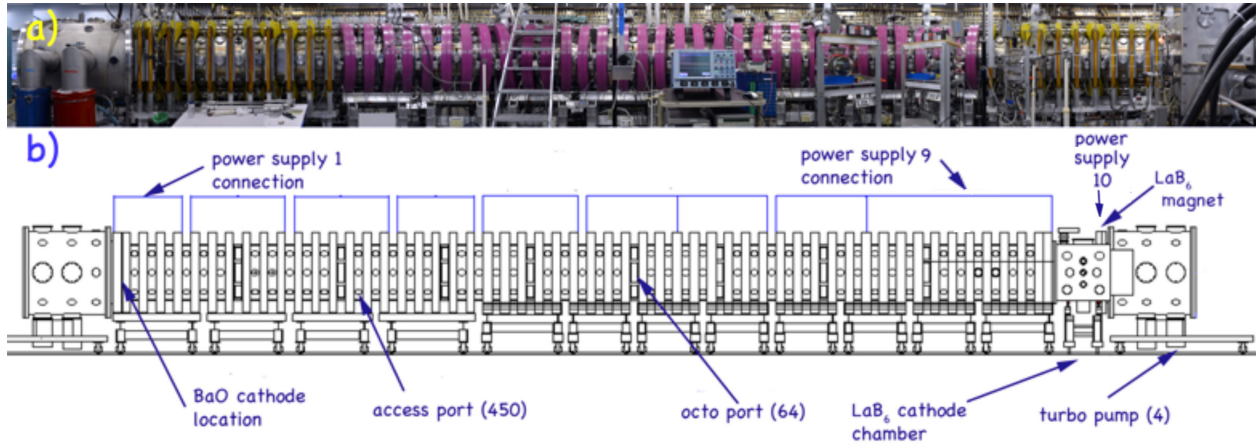 a)
b)
power supply 1
connection
power supply 9
connection
power
supply
10
LaB₆
magnet
BaO cathode
location
access port (450)
octo port (64)
LaB₆ cathode
chamber
turbo pump (4)